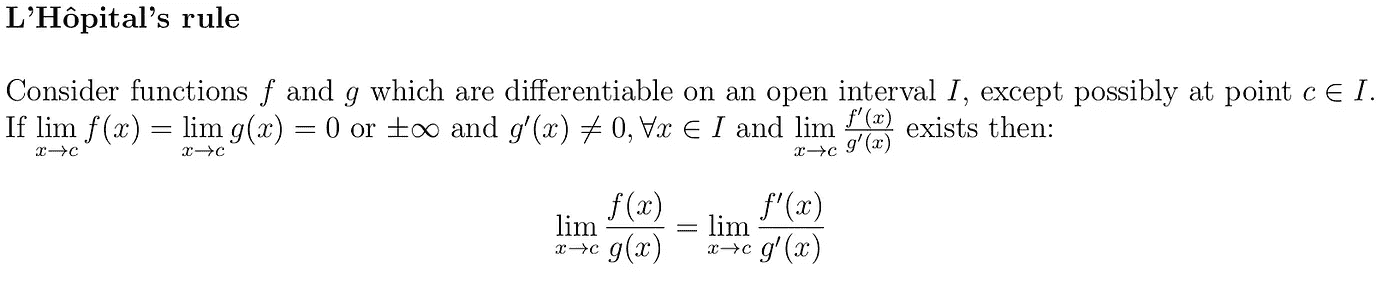 L'Hôpital's rule
Consider functions f and g which are differentiable on an open interval I, except possibly at point c ∈ I.
If lim_{x→c} f(x) = lim_{x→c} g(x) = 0 or ±∞ and g′(x) ≠ 0, ∀x ∈ I and lim_{x→c} f′(x)/g′(x) exists then:
lim_{x→c} f(x)/g(x) = lim_{x→c} f′(x)/g′(x)